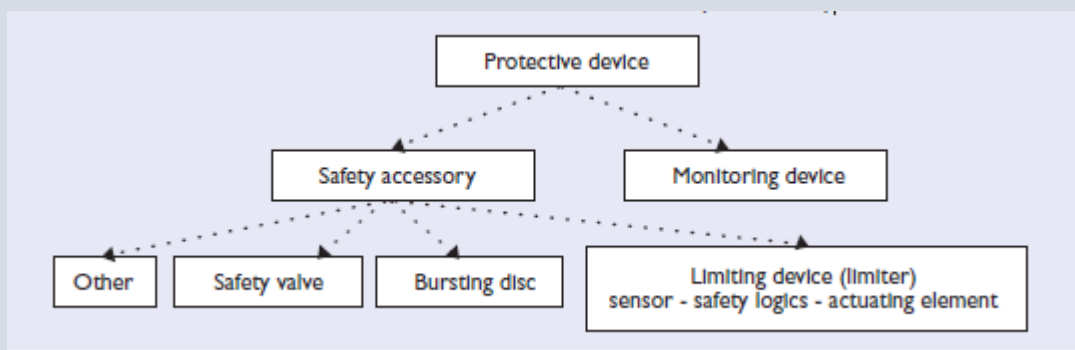 Protective device
Safety accessory
Monitoring device
Other
Safety valve
Bursting disc
Limiting device (limiter)
sensor - safety logics - actuating element